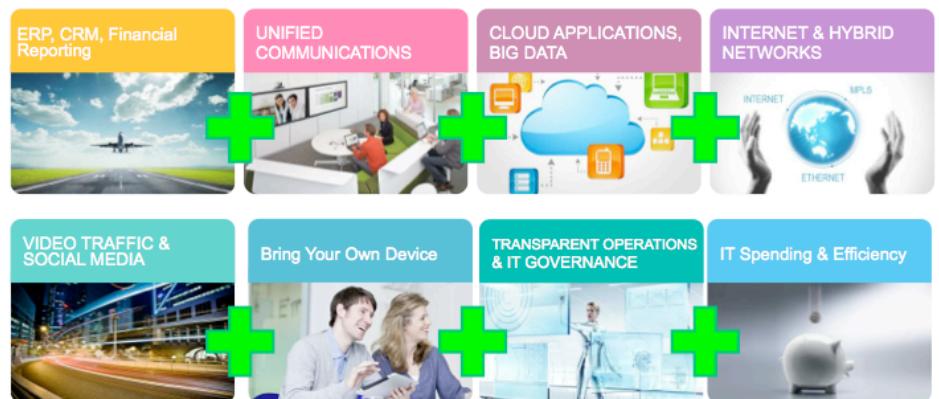 ERP, CRM, Financial
Reporting
UNIFIED
COMMUNICATIONS
CLOUD APPLICATIONS,
BIG DATA
INTERNET & HYBRID
NETWORKS
INTERNET
MPLS
ETHERNET
VIDEO TRAFFIC &
SOCIAL MEDIA
Bring Your Own Device
TRANSPARENT OPERATIONS
& IT GOVERNANCE
IT Spending & Efficiency